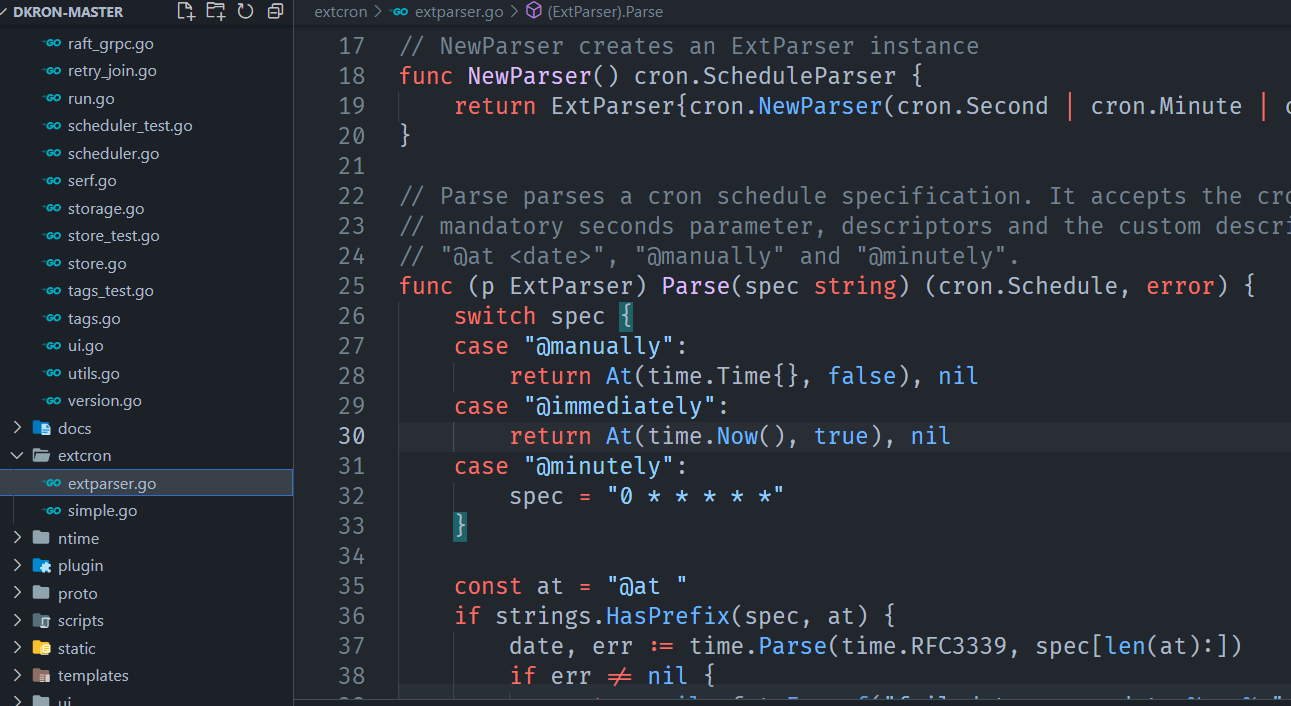 DKRON-MASTER
raft_grpc.go
retry_join.go
run.go
scheduler_test.go
scheduler.go
serf.go
storage.go
store_test.go
store.go
tags_test.go
tags.go
ui.go
utils.go
version.go
docs
extcron
extparser.go
simple.go
ntime
plugin
proto
scripts
static
templates
ui
extcron > extparser.go > (ExtParser).Parse
17 // NewParser creates an ExtParser instance
18 func NewParser() cron.ScheduleParser {
19 return ExtParser{cron.NewParser(cron.Second | cron.Minute |
20 }
21
22 // Parse parses a cron schedule specification. It accepts the
23 // mandatory seconds parameter, descriptors and the custom
24 // "@at <date>", "@manually" and "@minutely".
25 func (p ExtParser) Parse(spec string) (cron.Schedule, error) {
26 switch spec {
27 case "@manually":
28 return At(time.Time{}, false), nil
29 case "@immediately":
30 return At(time.Now(), true), nil
31 case "@minutely":
32 spec = "0 * * * * *"
33 }
34
35 const at = "@at "
36 if strings.HasPrefix(spec, at) {
37 date, err := time.Parse(time.RFC3339, spec[len(at):])
38 if err != nil {